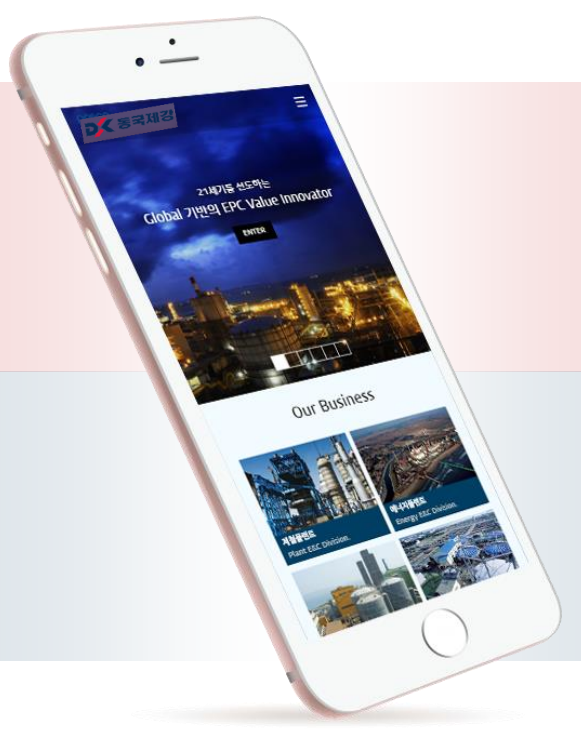 DK 동국제강
21세기를 선도하는
Global 기반의 EPC Value Innovator
ENTER
Our Business
제철플랜트
Plant E&C Division.
에너지플랜트
Energy E&C Division.